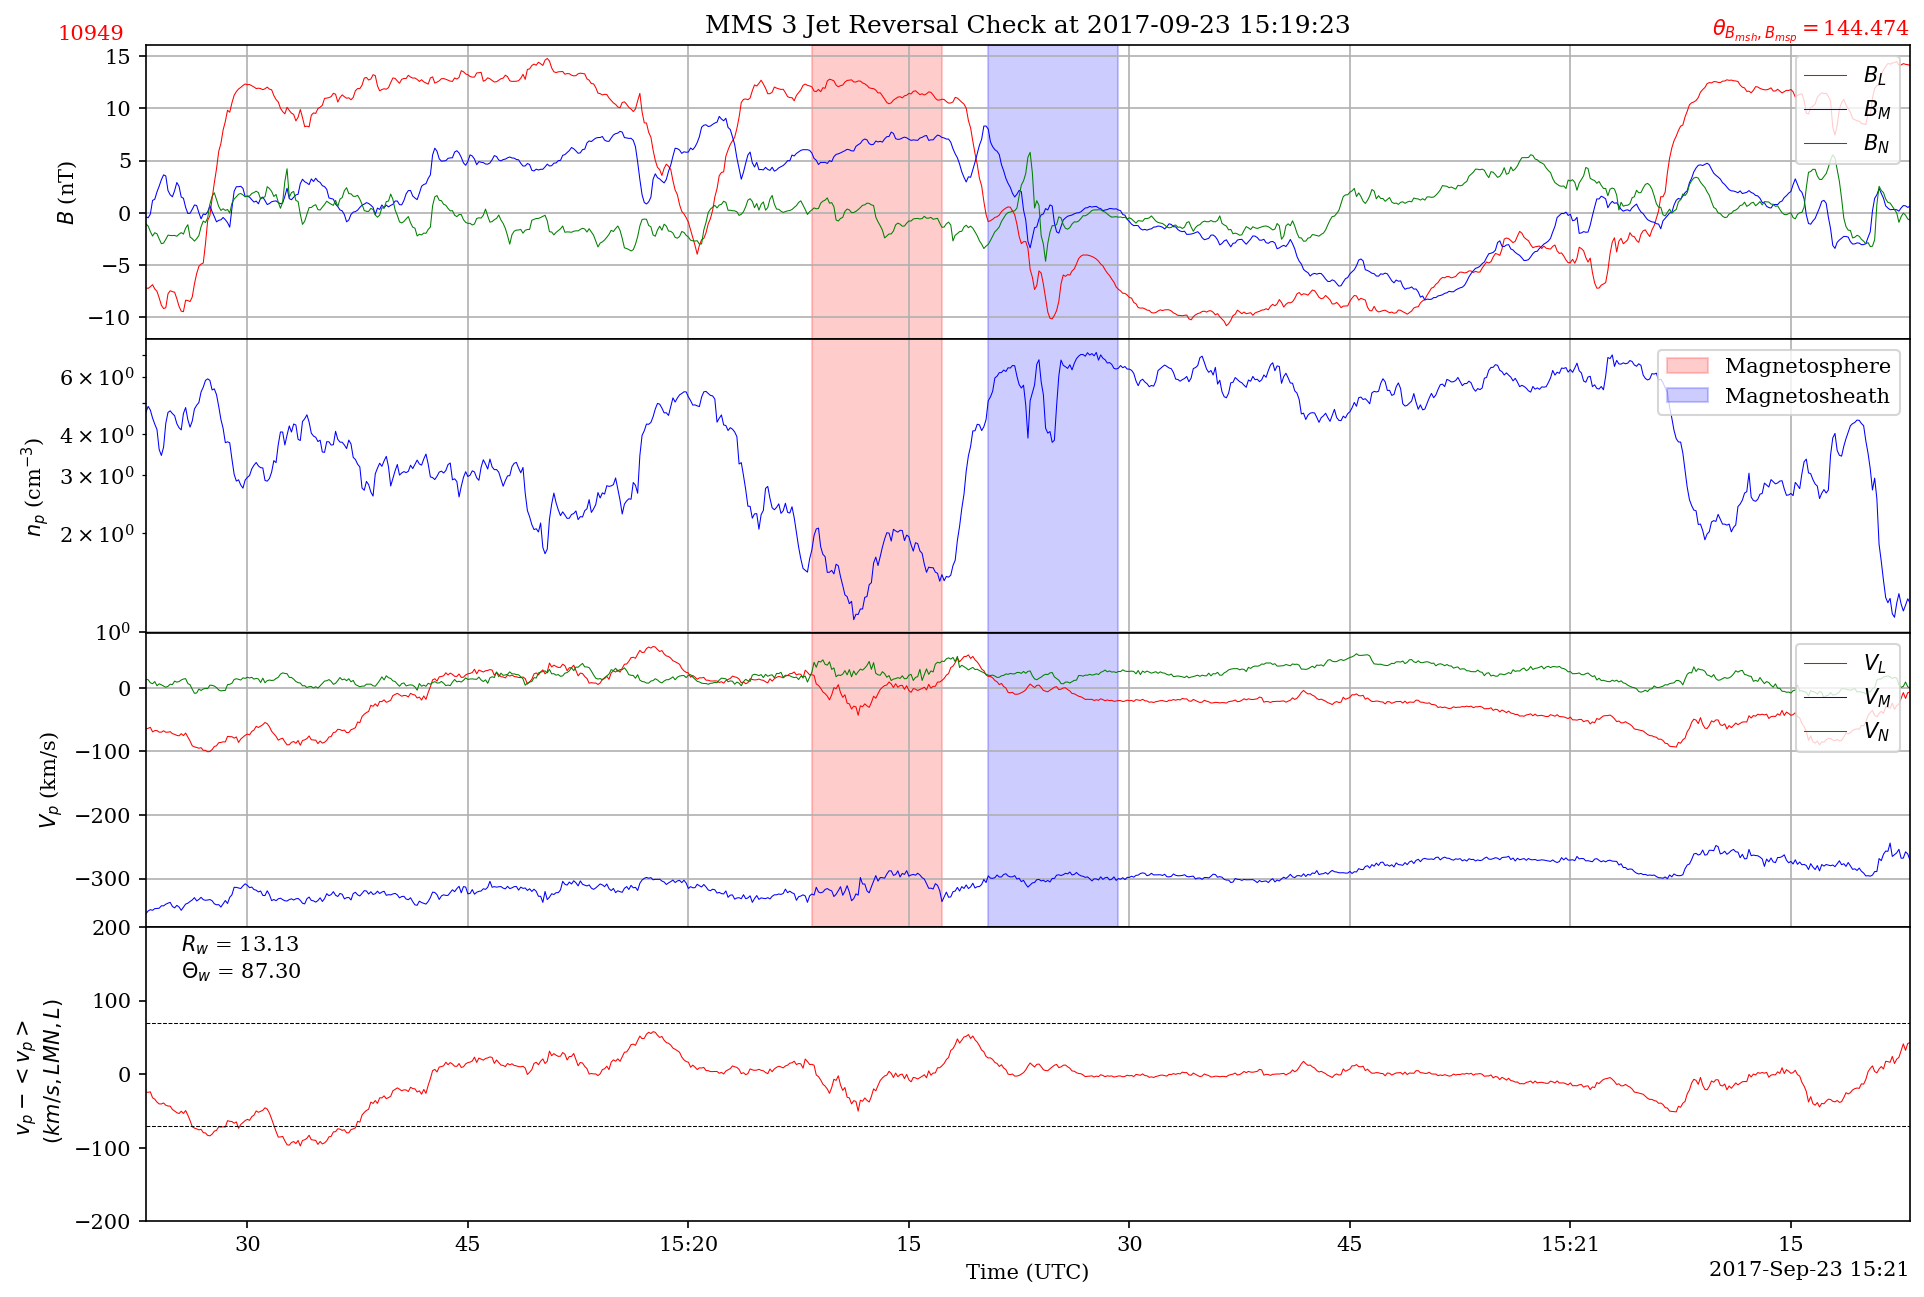 MMS 3 Jet Reversal Check at 2017-09-23 15:19:23
10949
θ_{B_{msh}, B_{msp}} = 144.474
15
10
5
0
−5
−10
B (nT)
B_L
B_M
B_N
6 × 10^0
4 × 10^0
3 × 10^0
2 × 10^0
10^0
n_p (cm^{−3})
Magnetosphere
Magnetosheath
0
−100
−200
−300
V_p (km/s)
V_L
V_M
V_N
200
100
0
−100
−200
v_p − < v_p >
(km/s, LMN, L)
R_w = 13.13
Θ_w = 87.30
30
45
15:20
15
30
45
15:21
15
Time (UTC)
2017-Sep-23 15:21